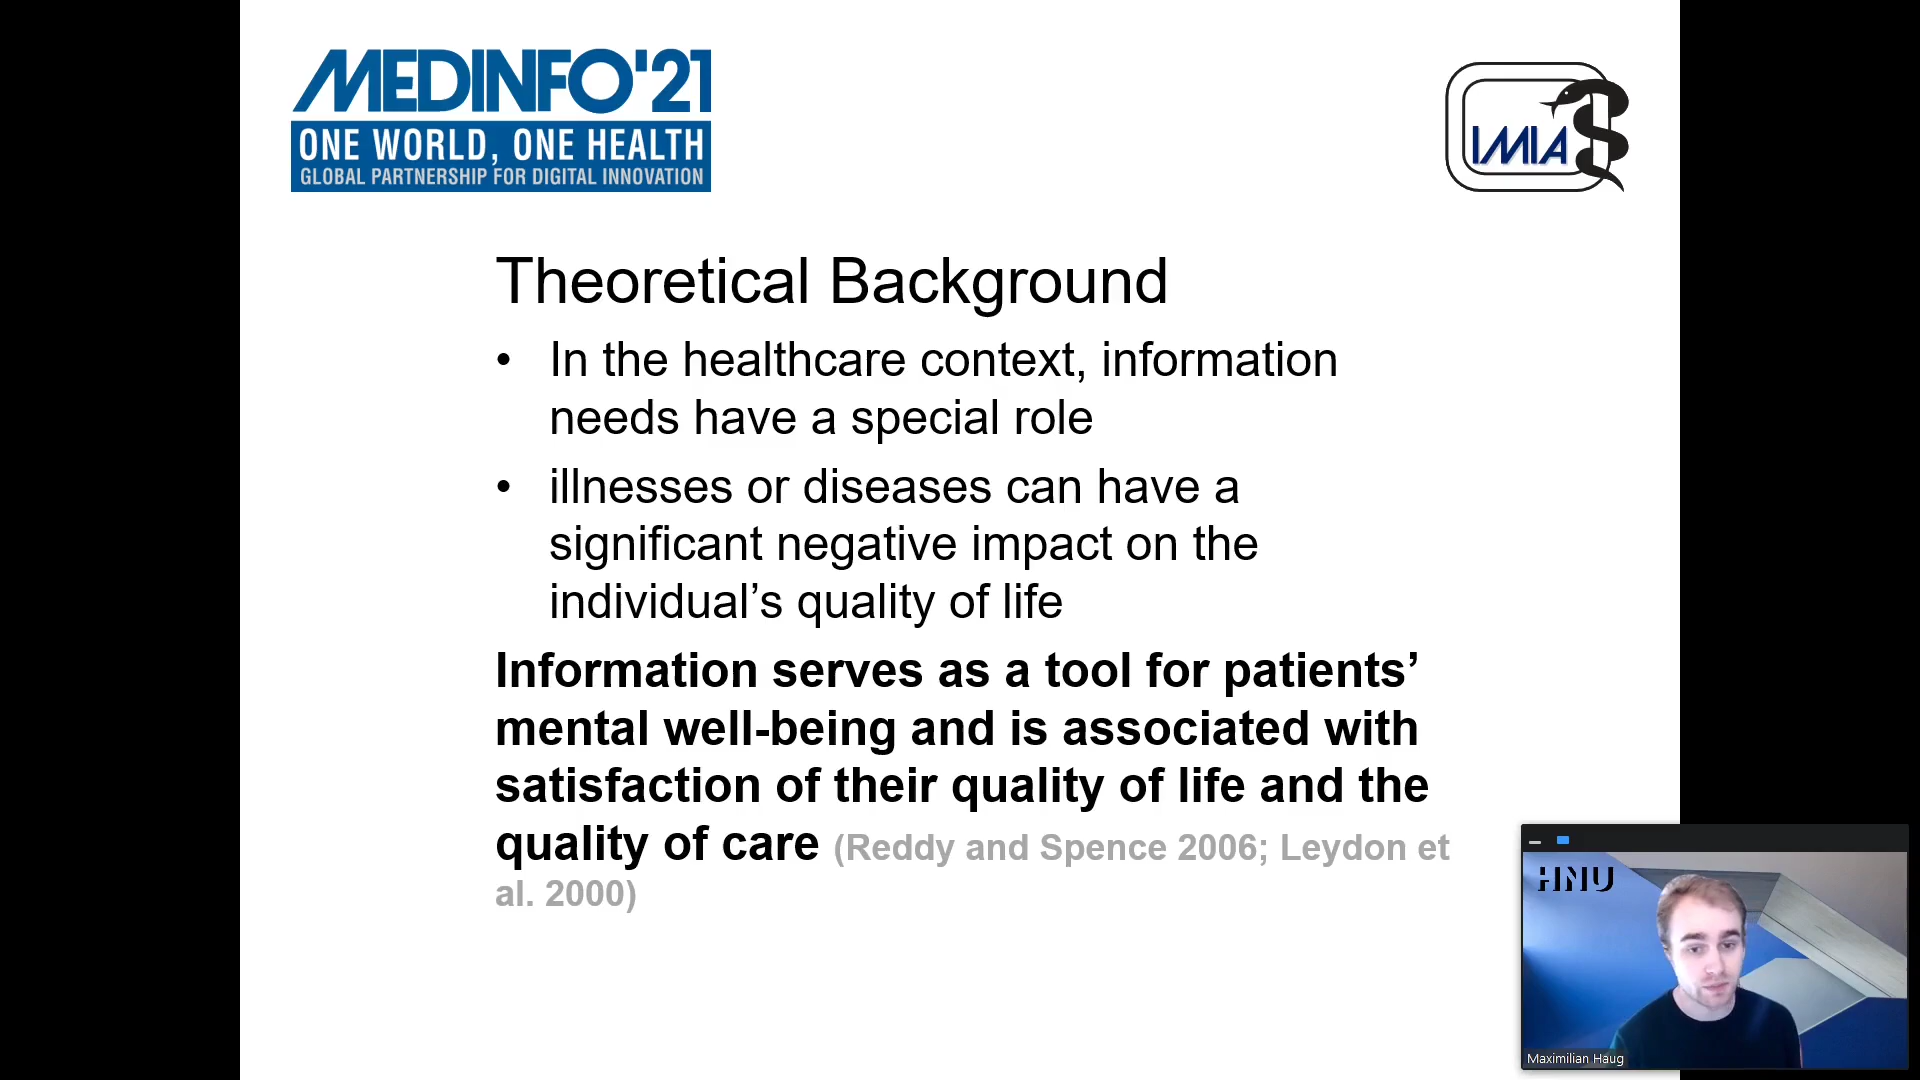 MEDINFO'21
ONE WORLD, ONE HEALTH
GLOBAL PARTNERSHIP FOR DIGITAL INNOVATION
IMIA
Theoretical Background
• In the healthcare context, information
needs have a special role
• illnesses or diseases can have a
significant negative impact on the
individual’s quality of life
Information serves as a tool for patients’
mental well-being and is associated with
satisfaction of their quality of life and the
quality of care (Reddy and Spence 2006; Leydon et
al. 2000)
HNU
Maximilian Haug